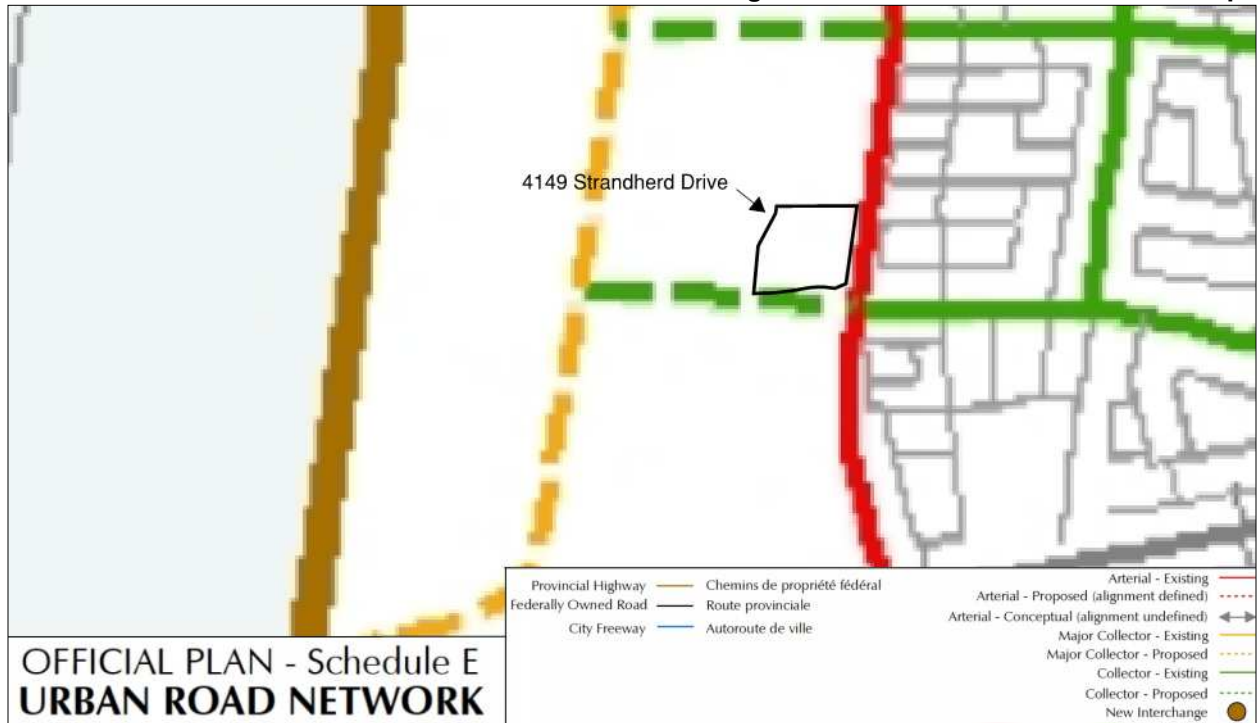 4149 Strandherd Drive
OFFICIAL PLAN - Schedule E
URBAN ROAD NETWORK
Provincial Highway
Chemins de propriété fédéral
Federally Owned Road
Route provinciale
City Freeway
Autoroute de ville
Arterial - Existing
Arterial - Proposed (alignment defined)
Arterial - Conceptual (alignment undefined)
Major Collector - Existing
Major Collector - Proposed
Collector - Existing
Collector - Proposed
New Interchange